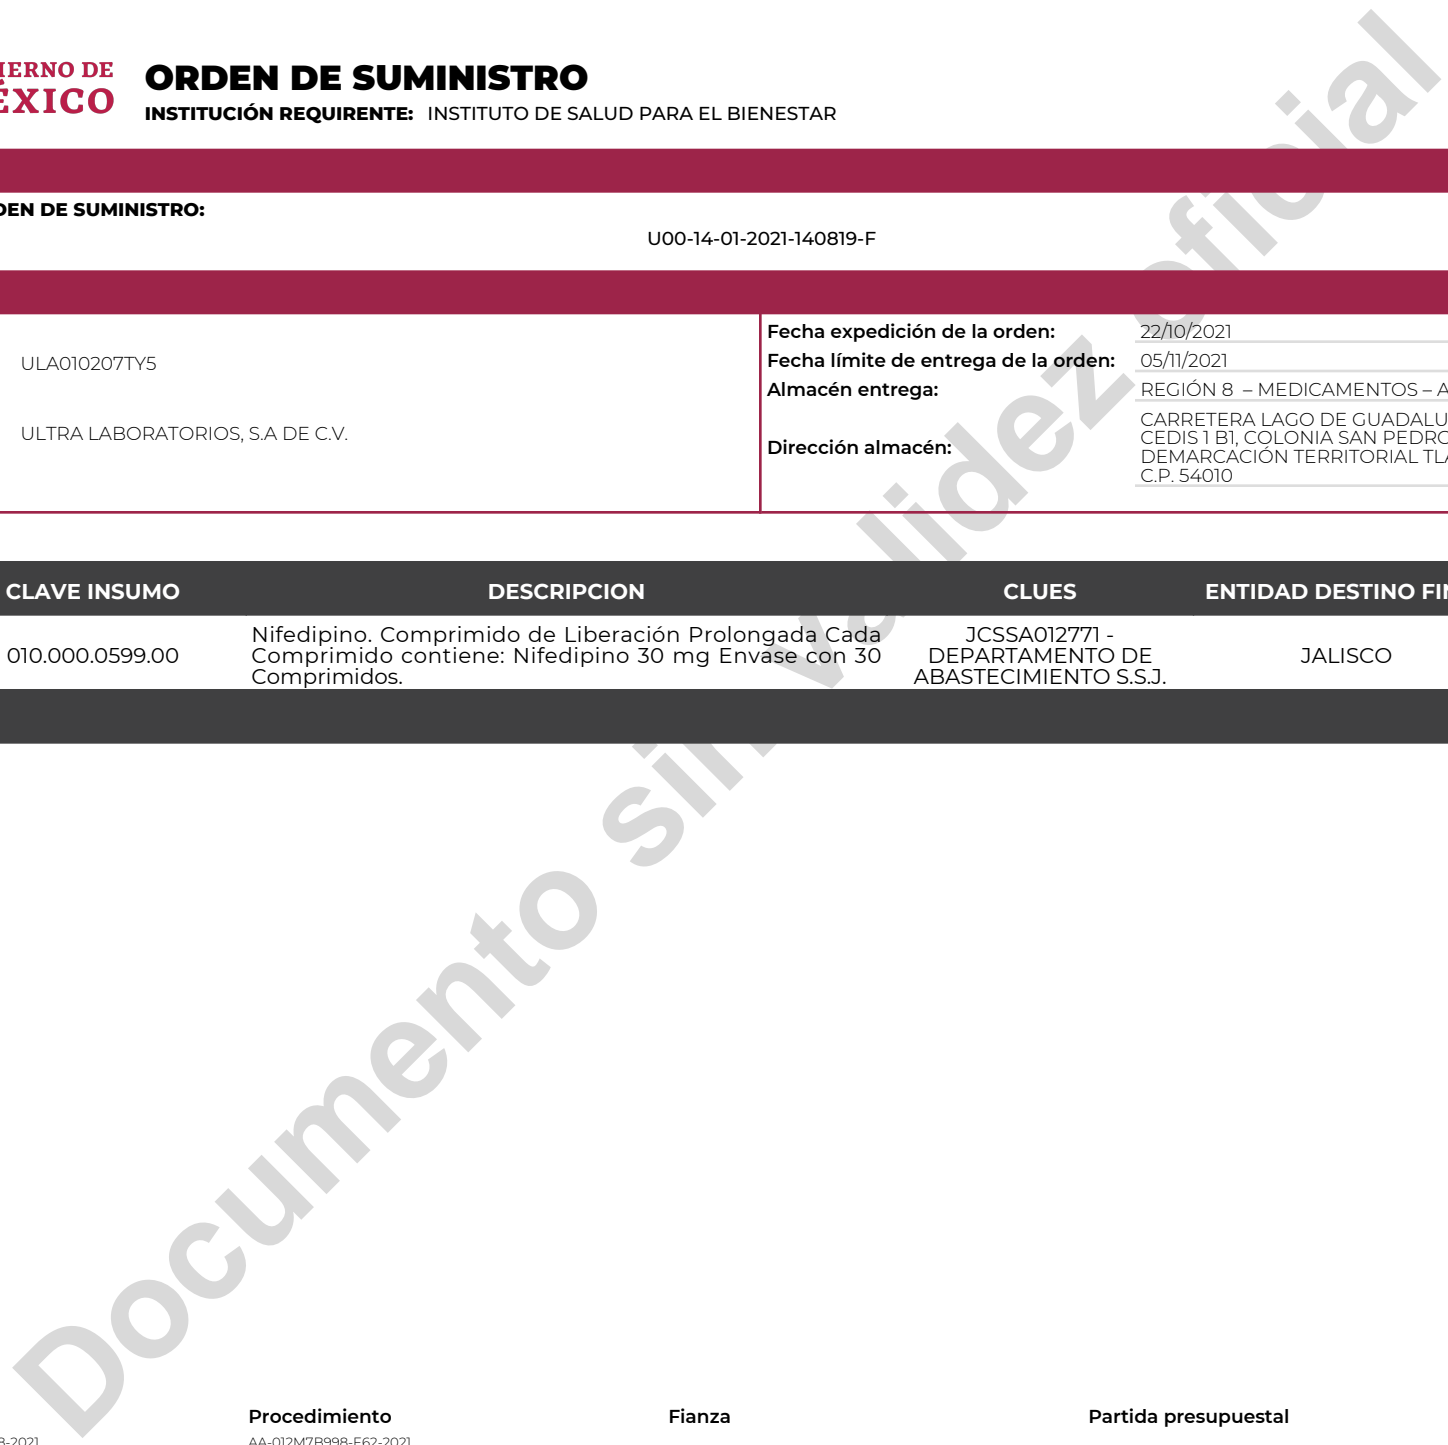 IERNO DE
ÉXICO
ORDEN DE SUMINISTRO
INSTITUCIÓN REQUIRENTE: INSTITUTO DE SALUD PARA EL BIENESTAR
DEN DE SUMINISTRO:
U00-14-01-2021-140819-F
ULA010207TY5
ULTRA LABORATORIOS, S.A DE C.V.
Fecha expedición de la orden: 22/10/2021
Fecha límite de entrega de la orden: 05/11/2021
Almacén entrega: REGIÓN 8 – MEDICAMENTOS – A
Dirección almacén:
CARRETERA LAGO DE GUADALU
CEDIS 1 B1, COLONIA SAN PEDRO
DEMARCACIÓN TERRITORIAL TLA
C.P. 54010
CLAVE INSUMO DESCRIPCION CLUES ENTIDAD DESTINO FIN
010.000.0599.00
Nifedipino. Comprimido de Liberación Prolongada Cada
Comprimido contiene: Nifedipino 30 mg Envase con 30
Comprimidos.
JCSSA012771 -
DEPARTAMENTO DE
ABASTECIMIENTO S.S.J.
JALISCO
Documento sin validez oficial
Procedimiento Fianza Partida presupuestal
8-2021 AA-012M7B998-E62-2021